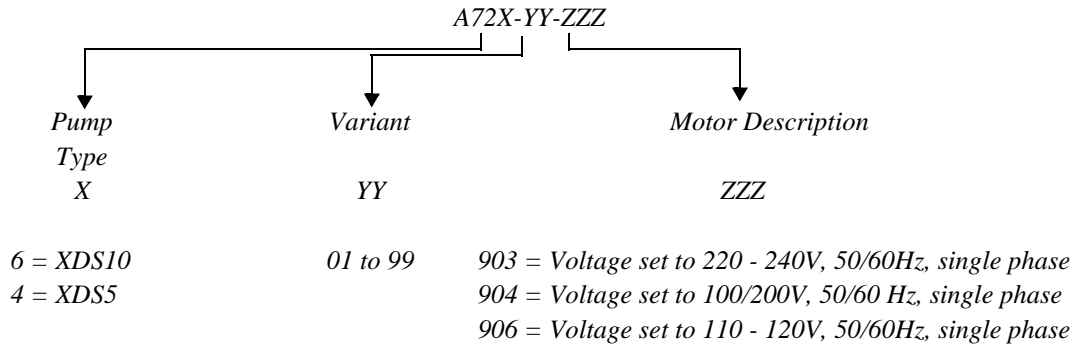 A72X-YY-ZZZ
Pump Type Variant Motor Description
X YY ZZZ
6 = XDS10 01 to 99 903 = Voltage set to 220 - 240V, 50/60Hz, single phase
4 = XDS5 904 = Voltage set to 100/200V, 50/60 Hz, single phase
906 = Voltage set to 110 - 120V, 50/60Hz, single phase